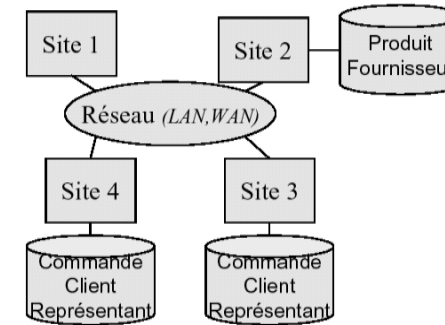 Site 1
Site 2
Produit
Fournisseur
Réseau (LAN,WAN)
Site 4
Site 3
Commande
Client
Représentant
Commande
Client
Représentant